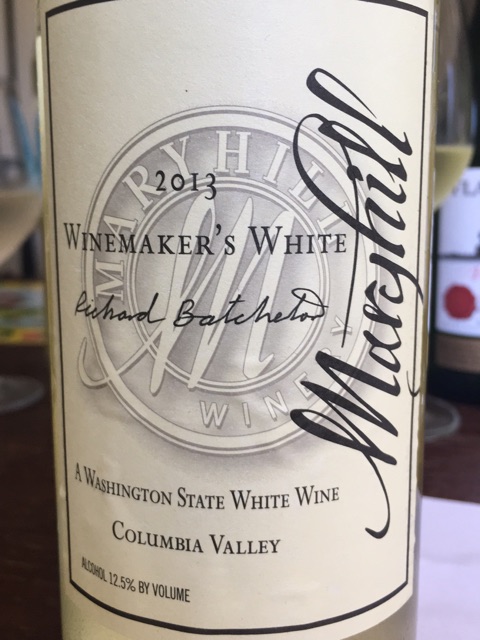 MARYHILL
WINERY
2013
WINEMAKER'S WHITE
Richard Batchelor
Maryhill
A WASHINGTON STATE WHITE WINE
COLUMBIA VALLEY
ALCOHOL 12.5% BY VOLUME